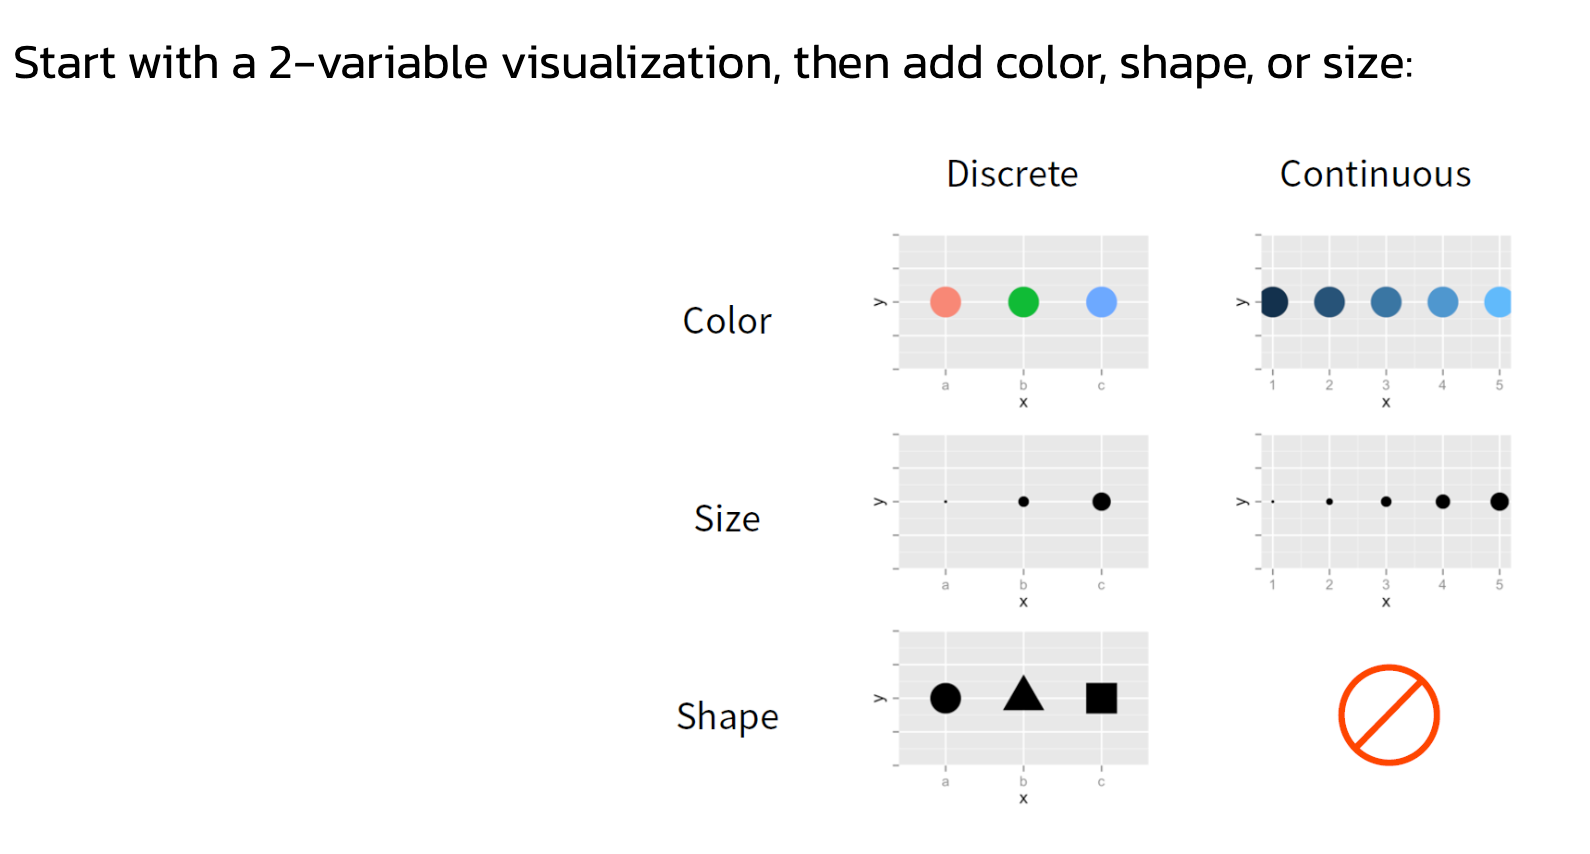 Start with a 2-variable visualization, then add color, shape, or size:
Discrete Continuous
Color
y
a b c
x
y
1 2 3 4 5
x
Size
y
a b c
x
y
1 2 3 4 5
x
Shape
y
a b c
x